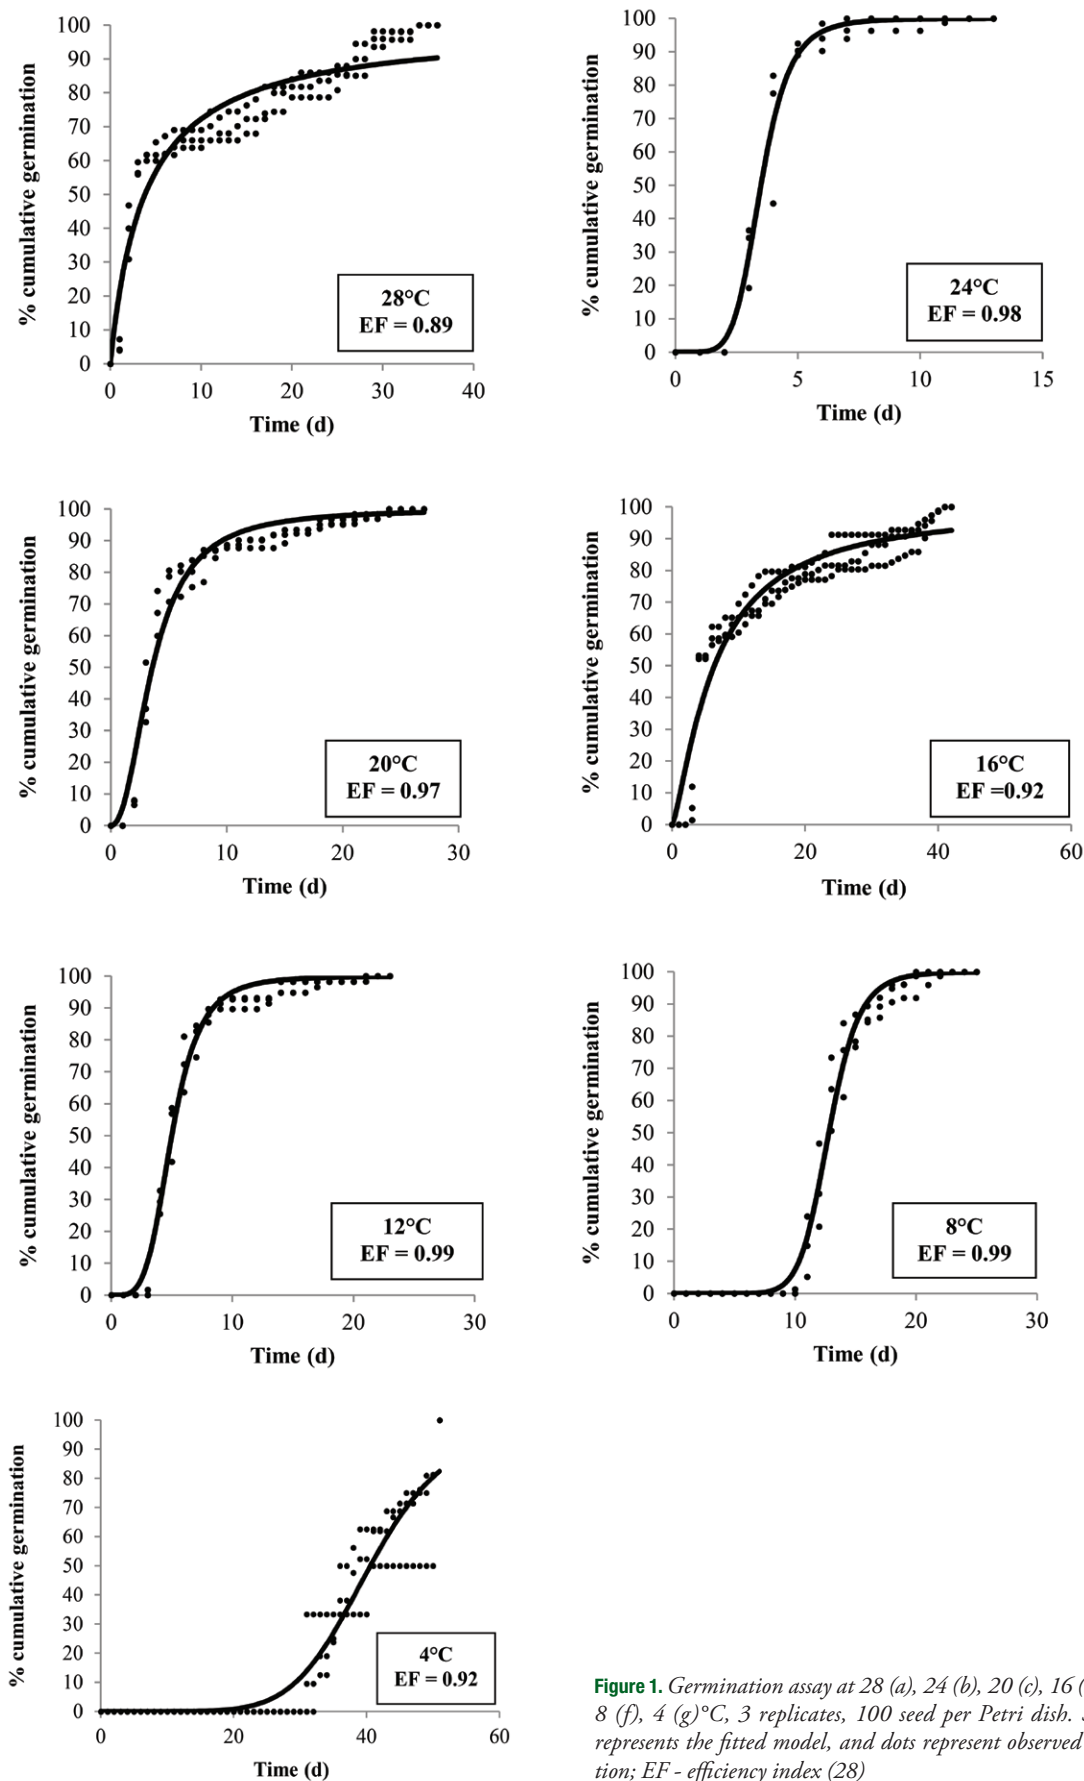 100
90
80
70
60
50
40
30
20
10
0
% cumulative germination
28°C
EF = 0.89
0 10 20 30 40
Time (d)
100
90
80
70
60
50
40
30
20
10
0
% cumulative germination
24°C
EF = 0.98
0 5 10 15
Time (d)
100
90
80
70
60
50
40
30
20
10
0
% cumulative germination
20°C
EF = 0.97
0 10 20 30
Time (d)
100
90
80
70
60
50
40
30
20
10
0
% cumulative germination
16°C
EF =0.92
0 20 40 60
Time (d)
100
90
80
70
60
50
40
30
20
10
0
% cumulative germination
12°C
EF = 0.99
0 10 20 30
Time (d)
100
90
80
70
60
50
40
30
20
10
0
% cumulative germination
8°C
EF = 0.99
0 10 20 30
Time (d)
100
90
80
70
60
50
40
30
20
10
0
% cumulative germination
4°C
EF = 0.92
0 20 40 60
Time (d)
Figure 1. Germination assay at 28 (a), 24 (b), 20 (c), 16 (
8 (f), 4 (g)°C, 3 replicates, 100 seed per Petri dish.
represents the fitted model, and dots represent observed
tion; EF - efficiency index (28)